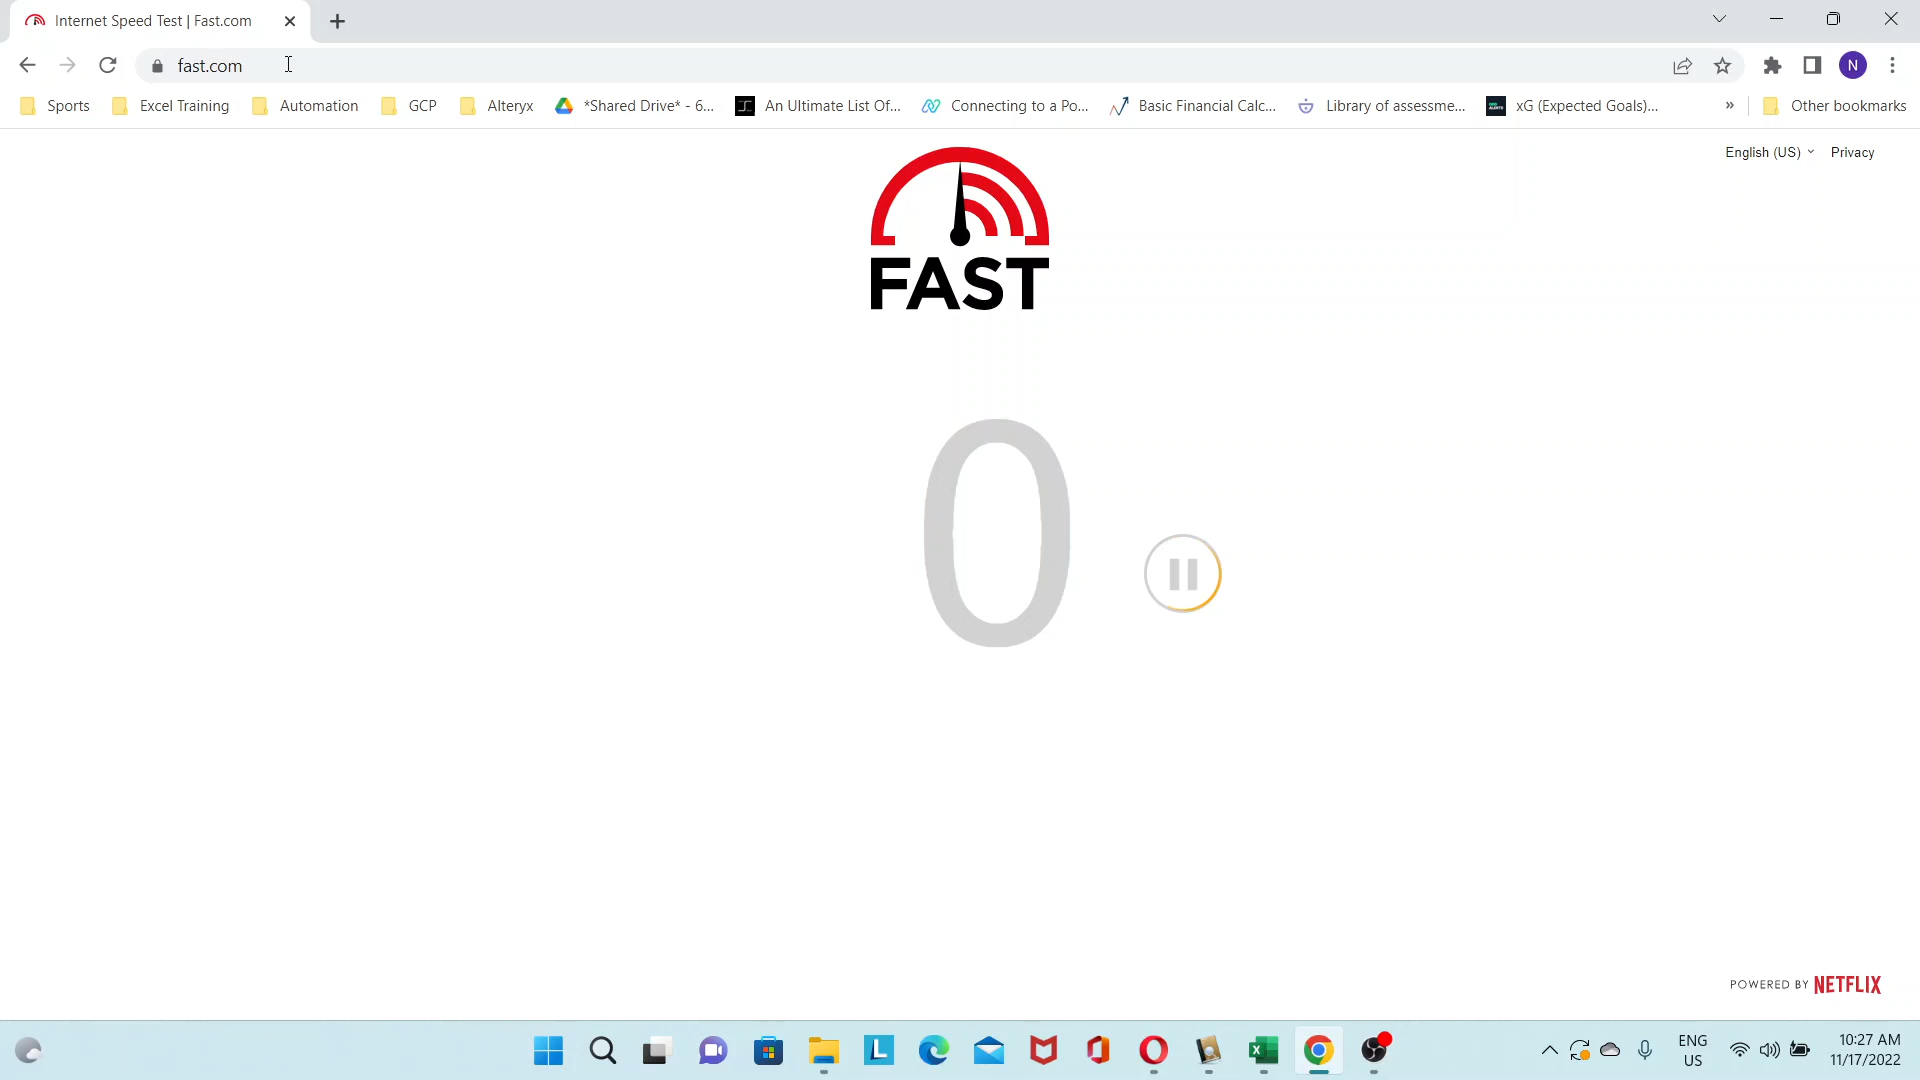 Internet Speed Test | Fast.com
fast.com
N
Sports
Excel Training
Automation
GCP
Alteryx
*Shared Drive* - 6...
An Ultimate List Of...
Connecting to a Po...
Basic Financial Calc...
Library of assessme...
xG (Expected Goals)...
»
Other bookmarks
English (US)
Privacy
FAST
0
POWERED BY NETFLIX
ENG
US
10:27 AM
11/17/2022